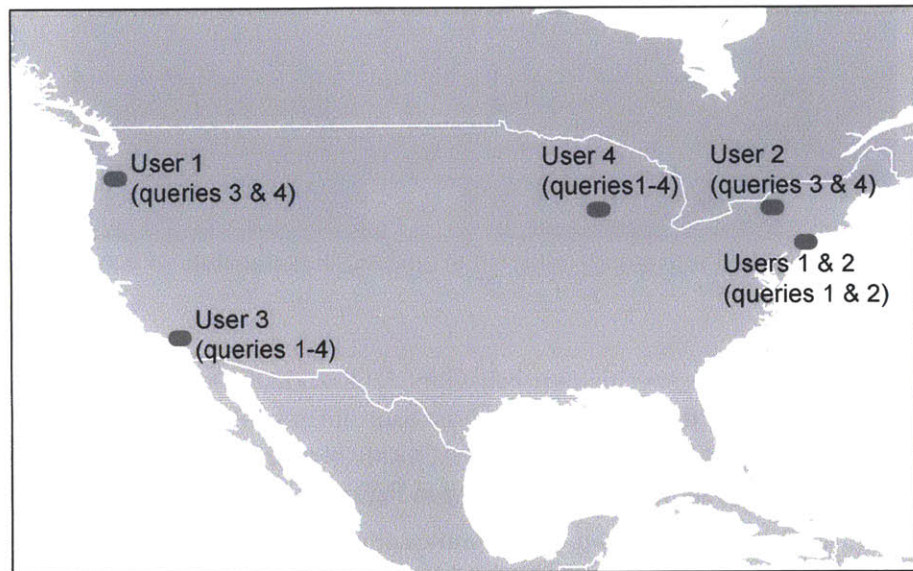 User 1
(queries 3 & 4)
User 4
(queries1-4)
User 2
(queries 3 & 4)
Users 1 & 2
(queries 1 & 2)
User 3
(queries 1-4)